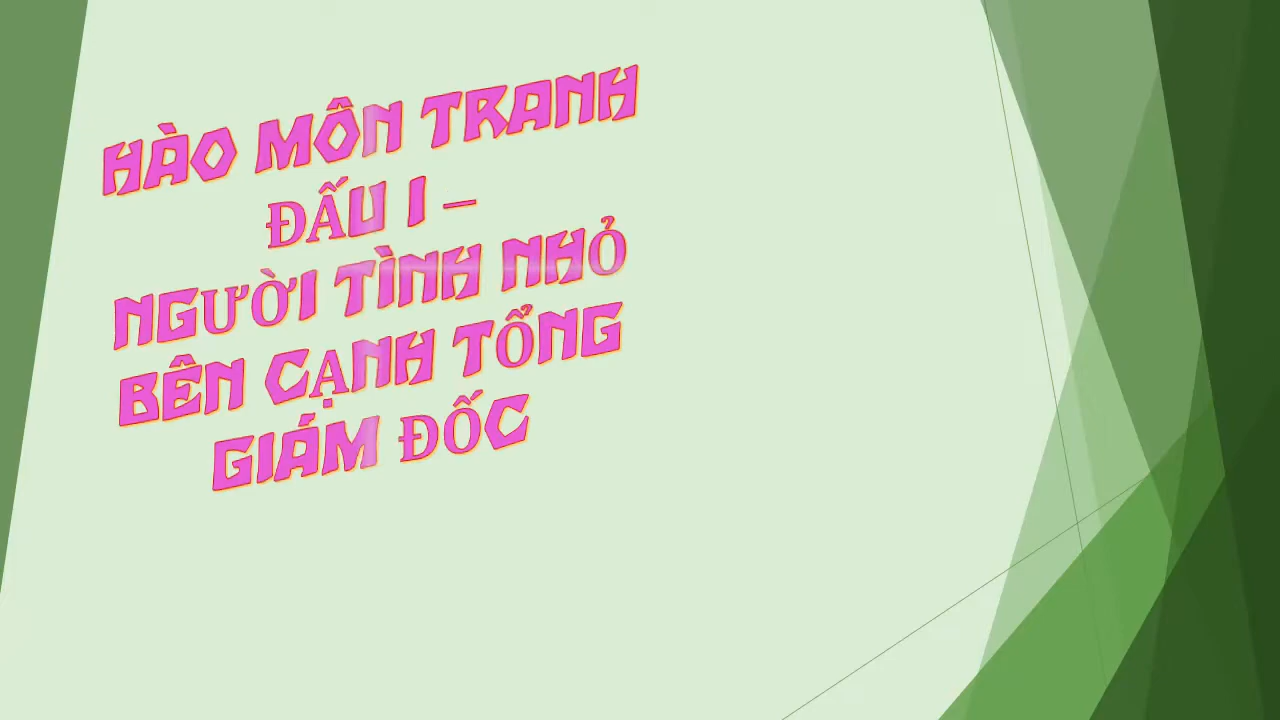 HÀO MÔN TRANH
ĐẤU I –
NGƯỜI TÌNH NHỎ
BÊN CẠNH TỔNG
GIÁM ĐỐC